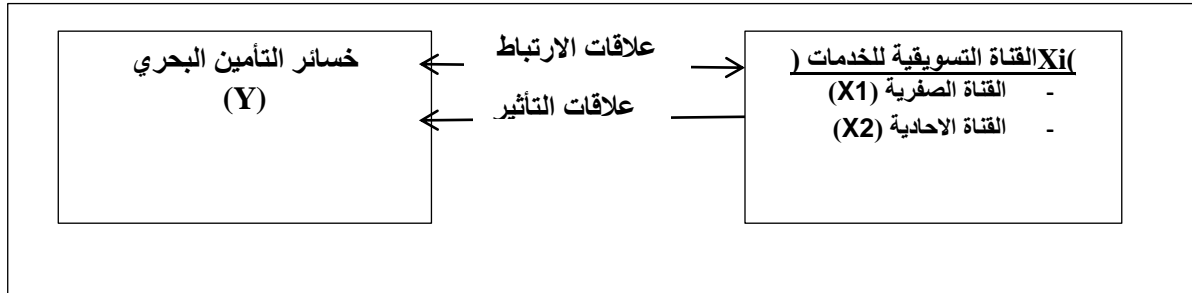 القناة التسويقية للخدمات (Xi)
- القناة الصفرية (X1)
- القناة الاحادية (X2)
علاقات الارتباط
علاقات التأثير
خسائر التأمين البحري
(Y)